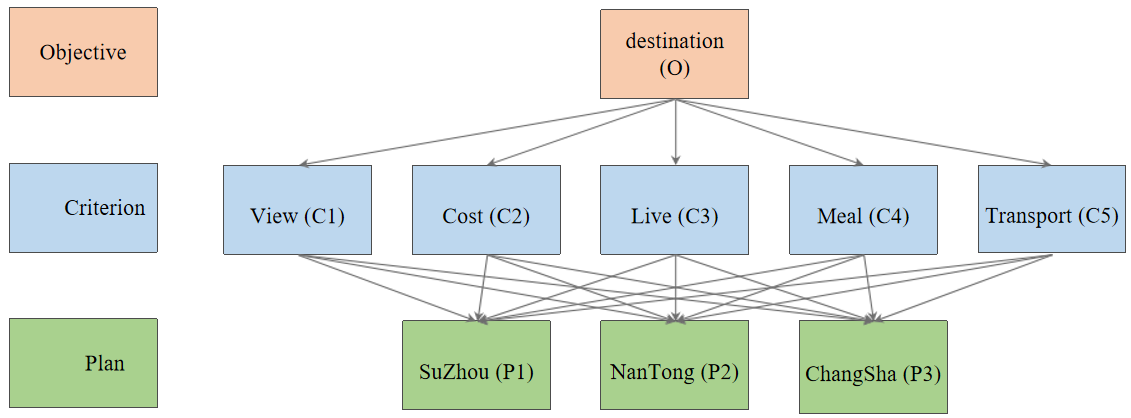 Objective
destination
(O)
Criterion
View (C1)
Cost (C2)
Live (C3)
Meal (C4)
Transport (C5)
Plan
SuZhou (P1)
NanTong (P2)
ChangSha (P3)